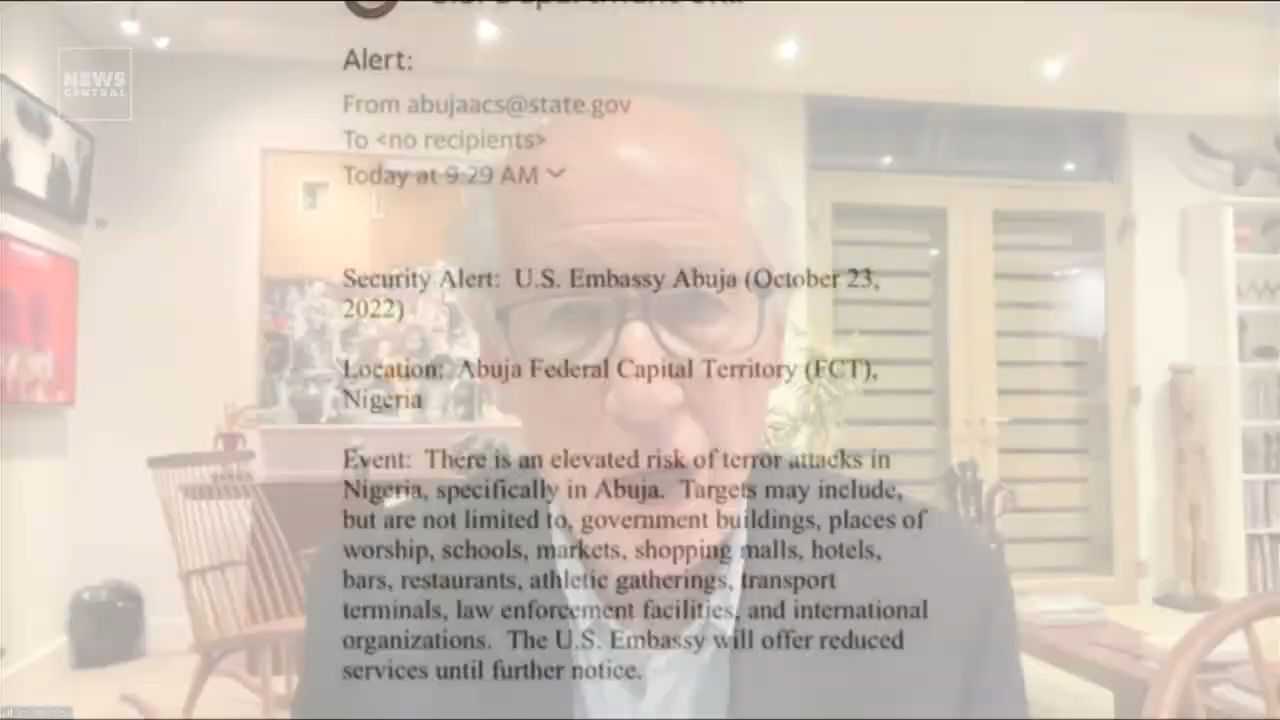 NEWS
CENTRAL
Alert:
From abujaacs@state.gov
To <no recipients>
Today at 9:29 AM
Security Alert: U.S. Embassy Abuja (October 23,
2022)
Location: Abuja Federal Capital Territory (FCT),
Nigeria
Event: There is an elevated risk of terror attacks in
Nigeria, specifically in Abuja. Targets may include,
but are not limited to, government buildings, places of
worship, schools, markets, shopping malls, hotels,
bars, restaurants, athletic gatherings, transport
terminals, law enforcement facilities, and international
organizations. The U.S. Embassy will offer reduced
services until further notice.